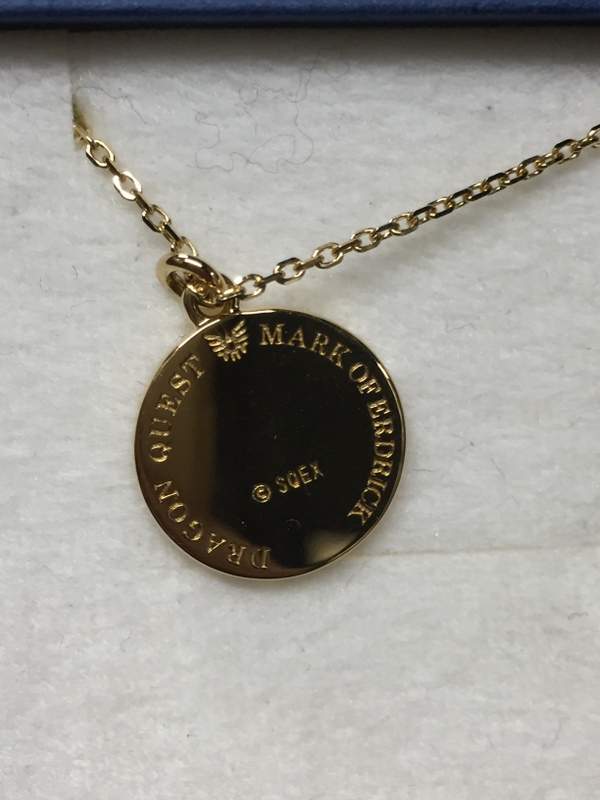 DRAGON QUEST
MARK OF ERDRICK
© SQEX